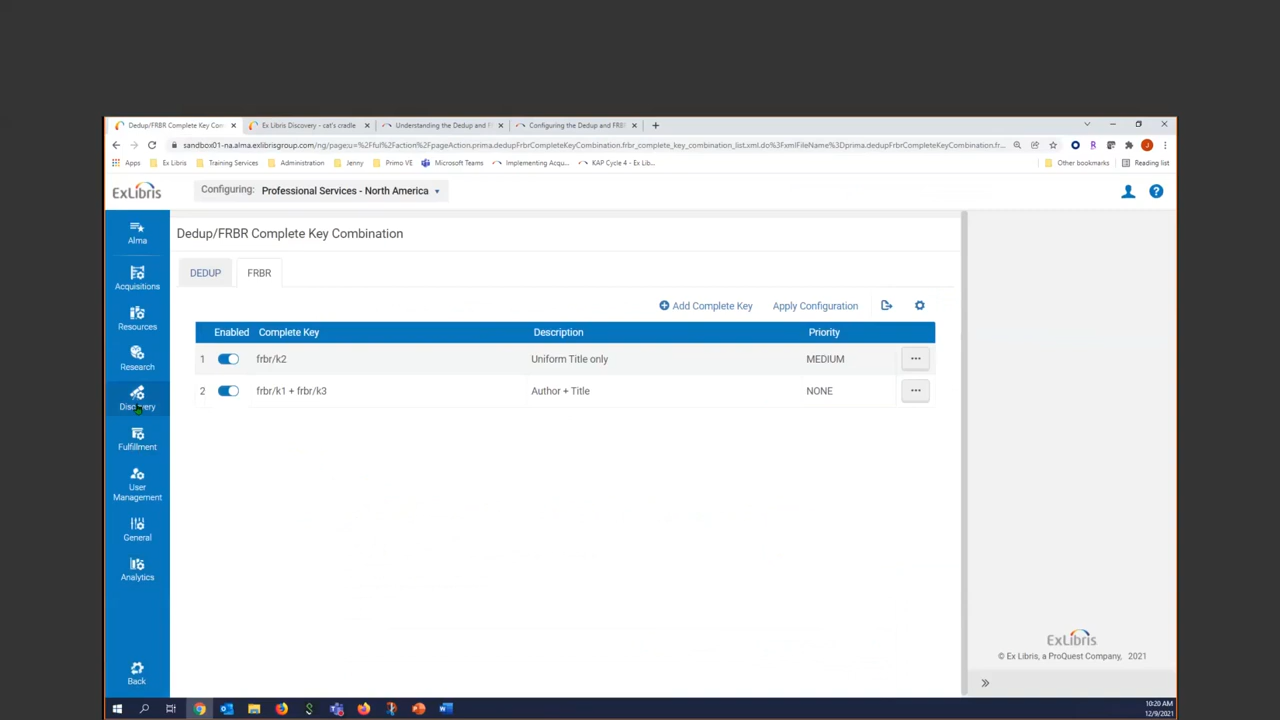 Dedup/FRBR Complete Key Con
Ex Libris Discovery - cat's cradle
Understanding the Dedup and F
Configuring the Dedup and FRB
sandbox01-na.alma.exlibrisgroup.com/ng/page;u=%2Fful%2Faction%2FpageAction.prima.dedupFrbrCompleteKeyCombination.frbr_complete_key_combination_list.xml.do%3FxmlFileName%3Dprima.dedupFrbrCompleteKeyCombination.fr...
Apps
Ex Libris
Training Services
Administration
Jenny
Primo VE
Microsoft Teams
Implementing Acqu...
KAP Cycle 4 - Ex Lib...
Other bookmarks
Reading list
ExLibris
Configuring: Professional Services - North America
Alma
Acquisitions
Resources
Research
Discovery
Fulfillment
User Management
General
Analytics
Back
Dedup/FRBR Complete Key Combination
DEDUP FRBR
Add Complete Key Apply Configuration
Enabled Complete Key Description Priority
1 frbr/k2 Uniform Title only MEDIUM ...
2 frbr/k1 + frbr/k3 Author + Title NONE ...
ExLibris
© Ex Libris, a ProQuest Company, 2021
10:20 AM
12/9/2021